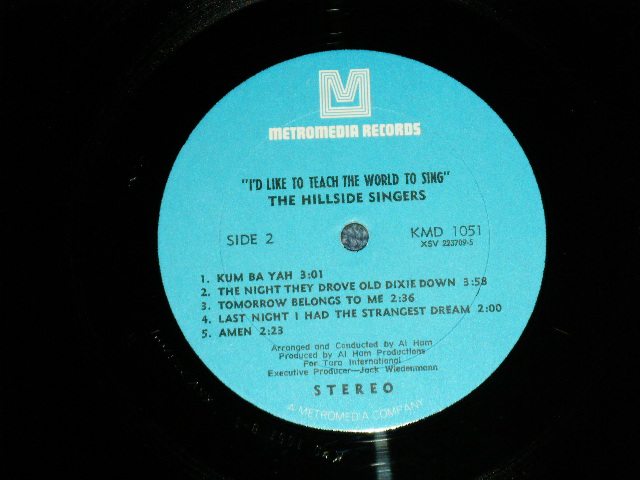 METROMEDIA RECORDS
"I'D LIKE TO TEACH THE WORLD TO SING"
THE HILLSIDE SINGERS
SIDE 2
KMD 1051
XSV 223709-S
1. KUM BA YAH 3:01
2. THE NIGHT THEY DROVE OLD DIXIE DOWN 3:58
3. TOMORROW BELONGS TO ME 2:36
4. LAST NIGHT I HAD THE STRANGEST DREAM 2:00
5. AMEN 2:23
Arranged and Conducted by Al Ham
Produced by Al Ham Productions
For Tara International
Executive Producer—Jack Wiedenmann
STEREO
A METROMEDIA COMPANY